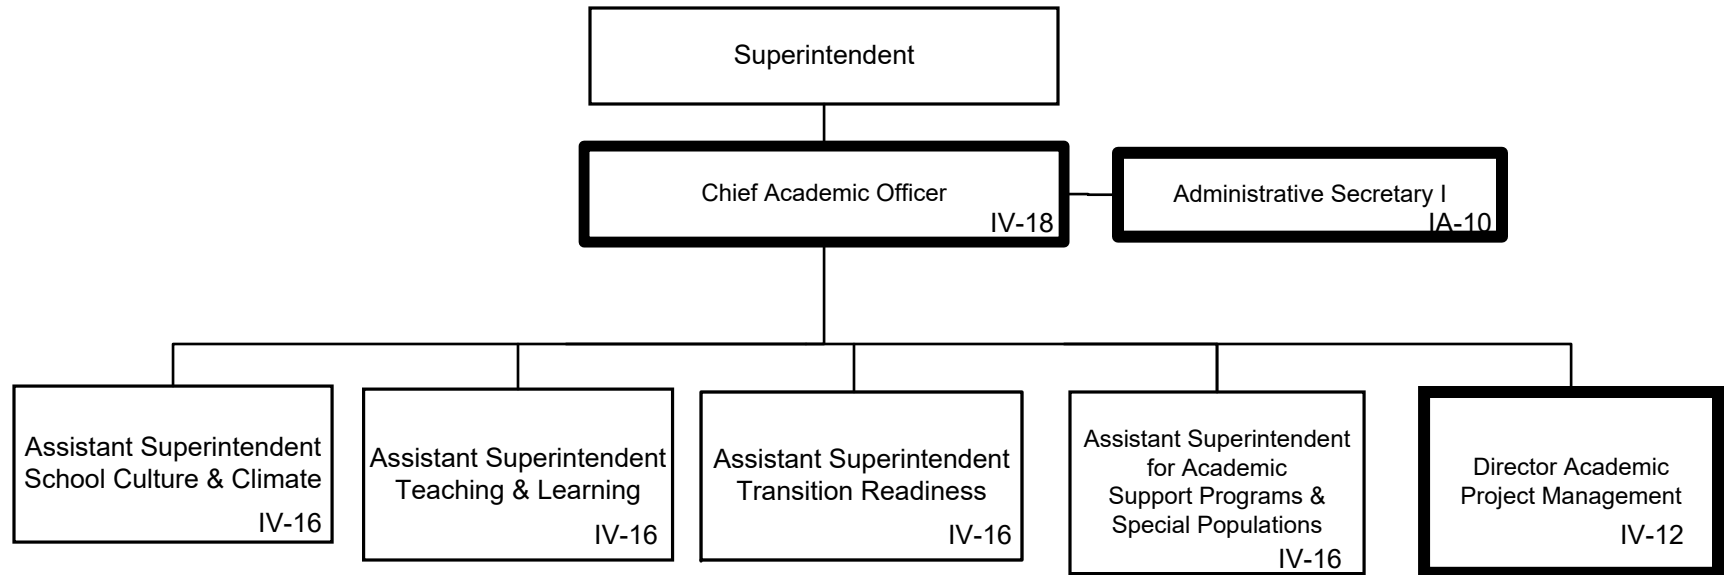 Superintendent
Chief Academic Officer
IV-18
Administrative Secretary I
IA-10
Assistant Superintendent
School Culture & Climate
IV-16
Assistant Superintendent
Teaching & Learning
IV-16
Assistant Superintendent
Transition Readiness
IV-16
Assistant Superintendent
for Academic
Support Programs &
Special Populations
IV-16
Director Academic
Project Management
IV-12